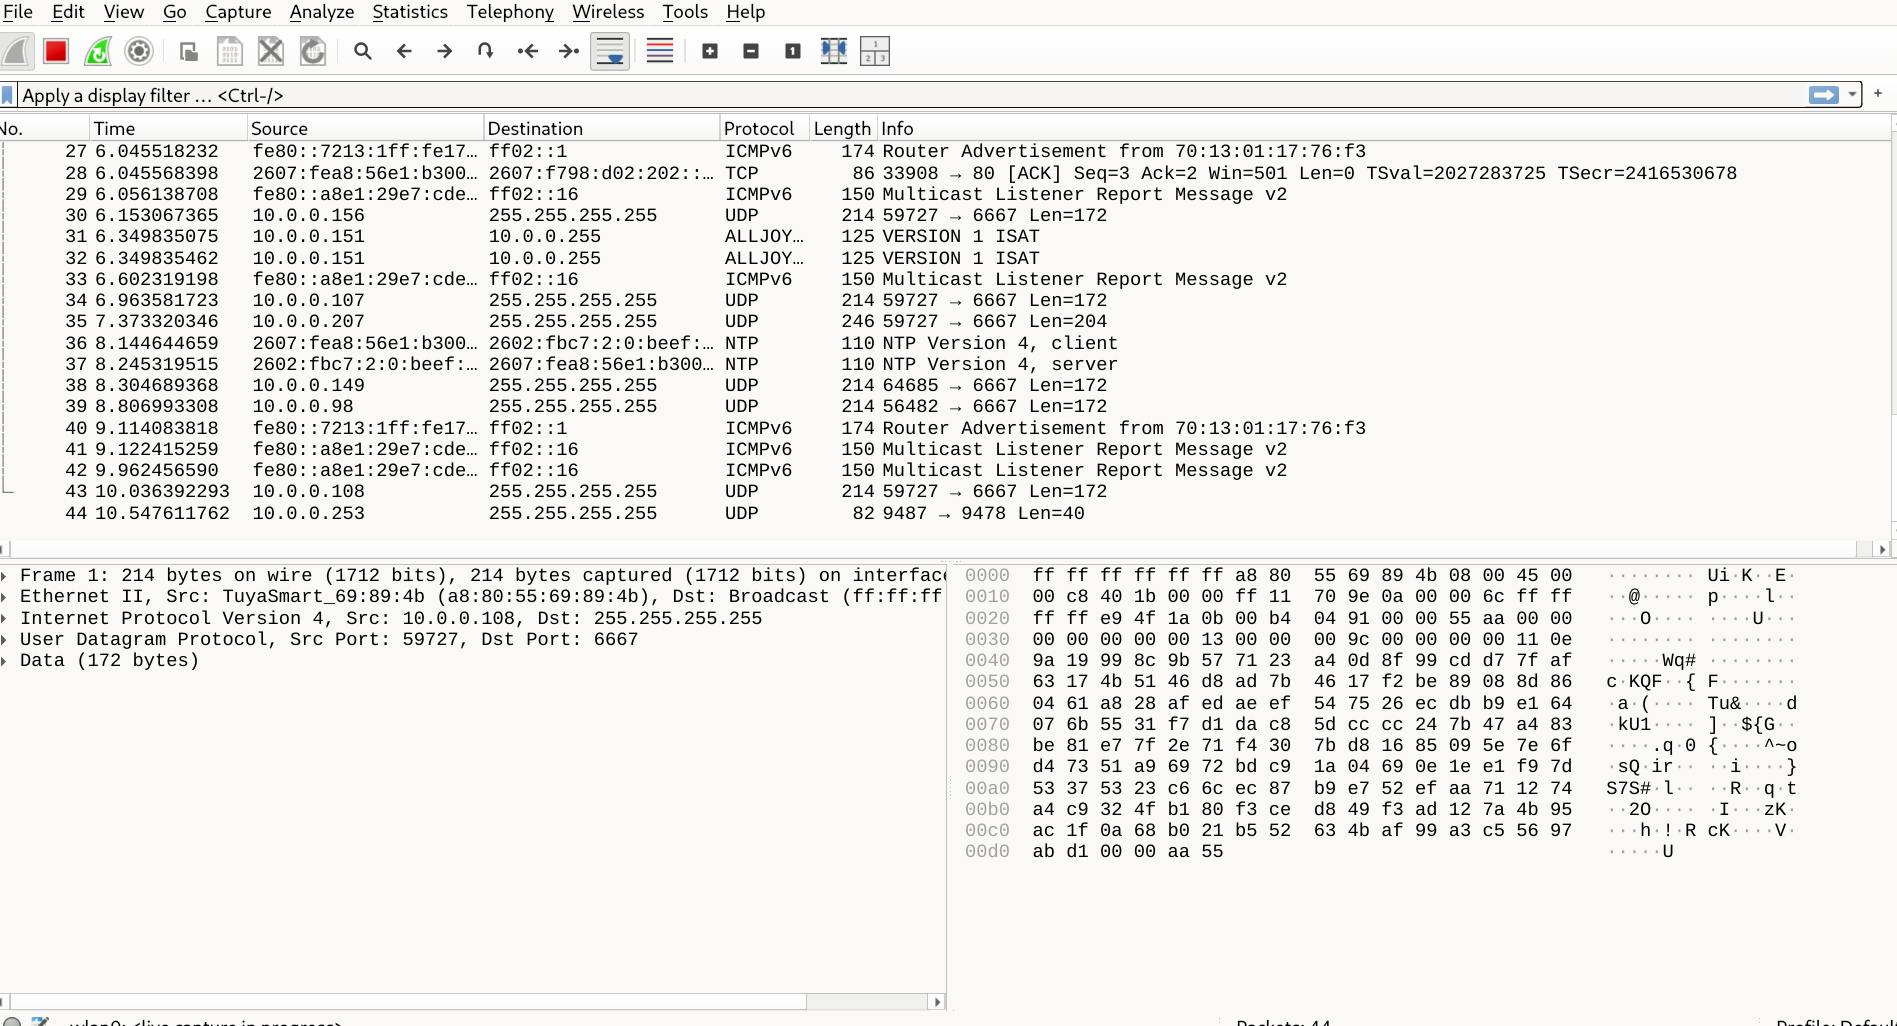 File Edit View Go Capture Analyze Statistics Telephony Wireless Tools Help
Apply a display filter … <Ctrl-/>
+
No. Time Source Destination Protocol Length Info
27 6.045518232 fe80::7213:1ff:fe17… ff02::1 ICMPv6 174 Router Advertisement from 70:13:01:17:76:f3
28 6.045568398 2607:fea8:56e1:b300… 2607:f798:d02:202::… TCP 86 33908 → 80 [ACK] Seq=3 Ack=2 Win=501 Len=0 TSval=2027283725 TSecr=2416530678
29 6.056138708 fe80::a8e1:29e7:cde… ff02::16 ICMPv6 150 Multicast Listener Report Message v2
30 6.153067365 10.0.0.156 255.255.255.255 UDP 214 59727 → 6667 Len=172
31 6.349835075 10.0.0.151 10.0.0.255 ALLJOY… 125 VERSION 1 ISAT
32 6.349835462 10.0.0.151 10.0.0.255 ALLJOY… 125 VERSION 1 ISAT
33 6.602319198 fe80::a8e1:29e7:cde… ff02::16 ICMPv6 150 Multicast Listener Report Message v2
34 6.963581723 10.0.0.107 255.255.255.255 UDP 214 59727 → 6667 Len=172
35 7.373320346 10.0.0.207 255.255.255.255 UDP 246 59727 → 6667 Len=204
36 8.144644659 2607:fea8:56e1:b300… 2602:fbc7:2:0:beef:… NTP 110 NTP Version 4, client
37 8.245319515 2602:fbc7:2:0:beef:… 2607:fea8:56e1:b300… NTP 110 NTP Version 4, server
38 8.304689368 10.0.0.149 255.255.255.255 UDP 214 64685 → 6667 Len=172
39 8.806993308 10.0.0.98 255.255.255.255 UDP 214 56482 → 6667 Len=172
40 9.114083818 fe80::7213:1ff:fe17… ff02::1 ICMPv6 174 Router Advertisement from 70:13:01:17:76:f3
41 9.122415259 fe80::a8e1:29e7:cde… ff02::16 ICMPv6 150 Multicast Listener Report Message v2
42 9.962456590 fe80::a8e1:29e7:cde… ff02::16 ICMPv6 150 Multicast Listener Report Message v2
43 10.036392293 10.0.0.108 255.255.255.255 UDP 214 59727 → 6667 Len=172
44 10.547611762 10.0.0.253 255.255.255.255 UDP 82 9487 → 9478 Len=40
Frame 1: 214 bytes on wire (1712 bits), 214 bytes captured (1712 bits) on interface
Ethernet II, Src: TuyaSmart_69:89:4b (a8:80:55:69:89:4b), Dst: Broadcast (ff:ff:ff
Internet Protocol Version 4, Src: 10.0.0.108, Dst: 255.255.255.255
User Datagram Protocol, Src Port: 59727, Dst Port: 6667
Data (172 bytes)
0000 ff ff ff ff ff ff a8 80 55 69 89 4b 08 00 45 00 ········ Ui·K··E·
0010 00 c8 40 1b 00 00 ff 11 70 9e 0a 00 00 6c ff ff ··@····· p····l··
0020 ff ff e9 4f 1a 0b 00 b4 04 91 00 00 55 aa 00 00 ···O···· ····U···
0030 00 00 00 00 00 13 00 00 00 9c 00 00 00 00 11 0e ········ ········
0040 9a 19 99 8c 9b 57 71 23 a4 0d 8f 99 cd d7 7f af ·····Wq# ········
0050 63 17 4b 51 46 d8 ad 7b 46 17 f2 be 89 08 8d 86 c·KQF··{ F·······
0060 04 61 a8 28 af ed ae ef 54 75 26 ec db b9 e1 64 ·a·(···· Tu&····d
0070 07 6b 55 31 f7 d1 da c8 5d cc cc 24 7b 47 a4 83 ·kU1···· ]··${G··
0080 be 81 e7 7f 2e 71 f4 30 7b d8 16 85 09 5e 7e 6f ····.q·0 {····^~o
0090 d4 73 51 a9 69 72 bd c9 1a 04 69 0e 1e e1 f9 7d ·sQ·ir·· ··i····}
00a0 53 37 53 23 c6 6c ec 87 b9 e7 52 ef aa 71 12 74 S7S#·l·· ··R··q·t
00b0 a4 c9 32 4f b1 80 f3 ce d8 49 f3 ad 12 7a 4b 95 ··2O···· ·I···zK·
00c0 ac 1f 0a 68 b0 21 b5 52 63 4b af 99 a3 c5 56 97 ···h·!·R cK····V·
00d0 ab d1 00 00 aa 55 ·····U
wlan0: <live capture in progress> Packets: 44 Profile: Default